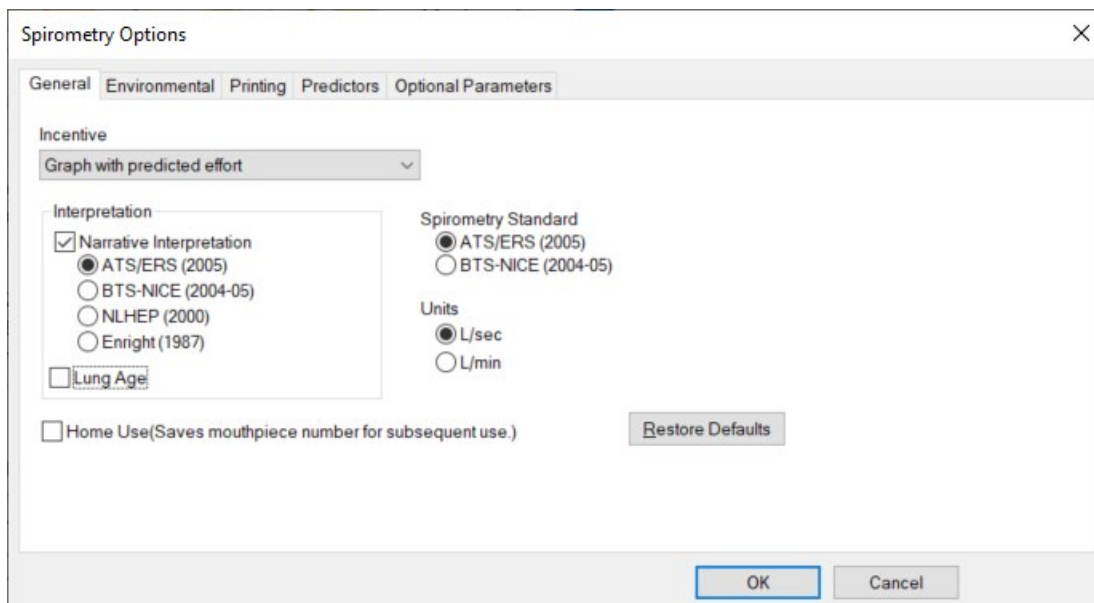 Spirometry Options
General Environmental Printing Predictors Optional Parameters
Incentive
Graph with predicted effort
Interpretation
Narrative Interpretation
ATS/ERS (2005)
BTS-NICE (2004-05)
NLHEP (2000)
Enright (1987)
Lung Age
Spirometry Standard
ATS/ERS (2005)
BTS-NICE (2004-05)
Units
L/sec
L/min
Home Use(Saves mouthpiece number for subsequent use.)
Restore Defaults
OK Cancel